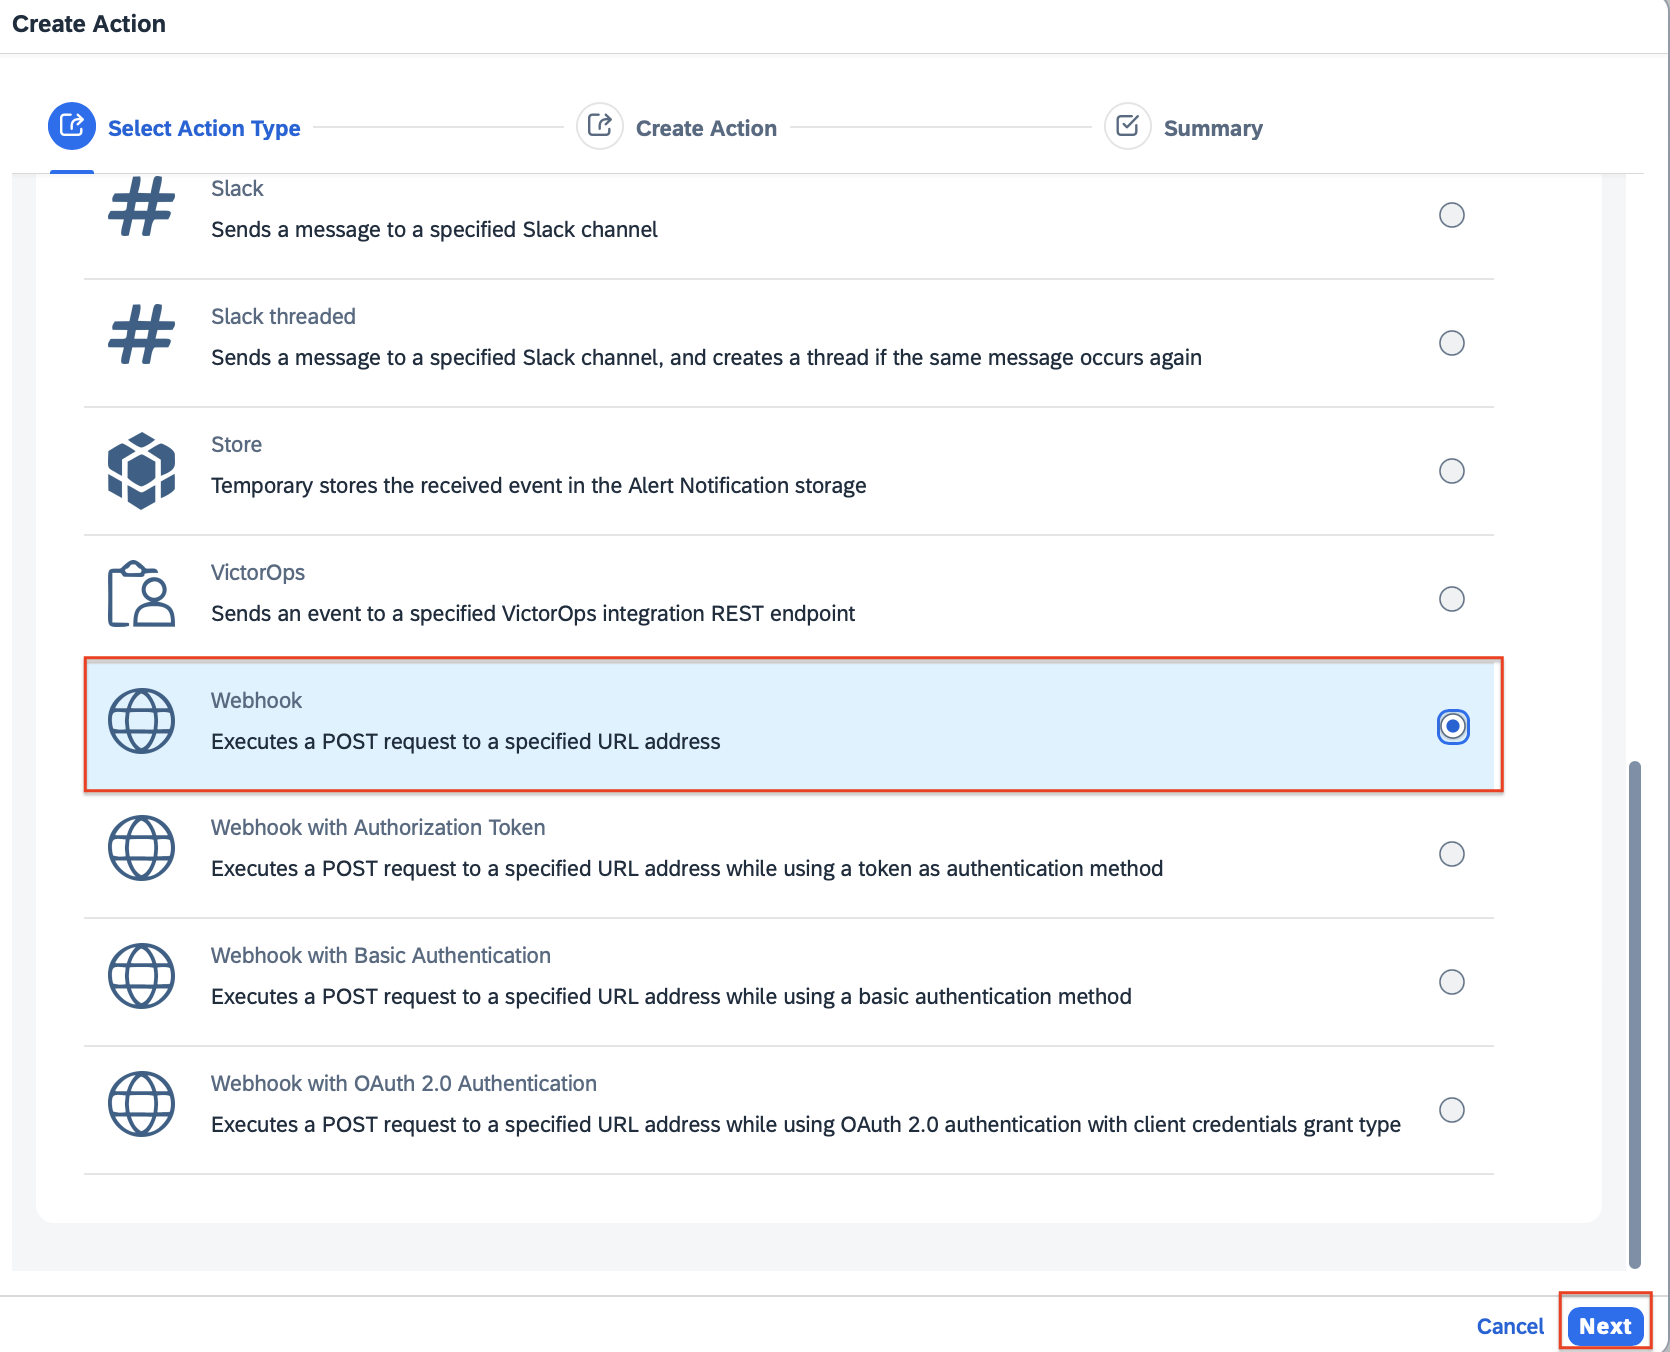 Create Action
Select Action Type
Create Action
Summary
Slack
Sends a message to a specified Slack channel
Slack threaded
Sends a message to a specified Slack channel, and creates a thread if the same message occurs again
Store
Temporary stores the received event in the Alert Notification storage
VictorOps
Sends an event to a specified VictorOps integration REST endpoint
Webhook
Executes a POST request to a specified URL address
Webhook with Authorization Token
Executes a POST request to a specified URL address while using a token as authentication method
Webhook with Basic Authentication
Executes a POST request to a specified URL address while using a basic authentication method
Webhook with OAuth 2.0 Authentication
Executes a POST request to a specified URL address while using OAuth 2.0 authentication with client credentials grant type
Cancel
Next